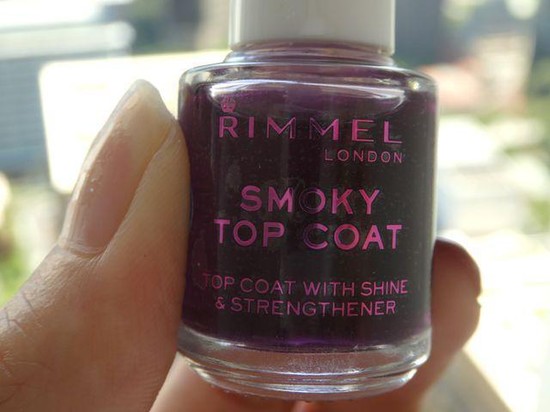 RIMMEL
LONDON
SMOKY
TOP COAT
TOP COAT WITH SHINE
& STRENGTHENER